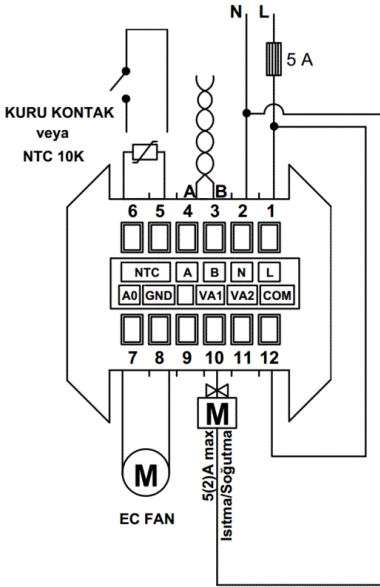 N L
5 A
KURU KONTAK
veya
NTC 10K
A B
6 5 4 3 2 1
NTC A B N L
A0 GND VA1 VA2 COM
7 8 9 10 11 12
M
M
5(2)A max
Isıtma/Soğutma
EC FAN